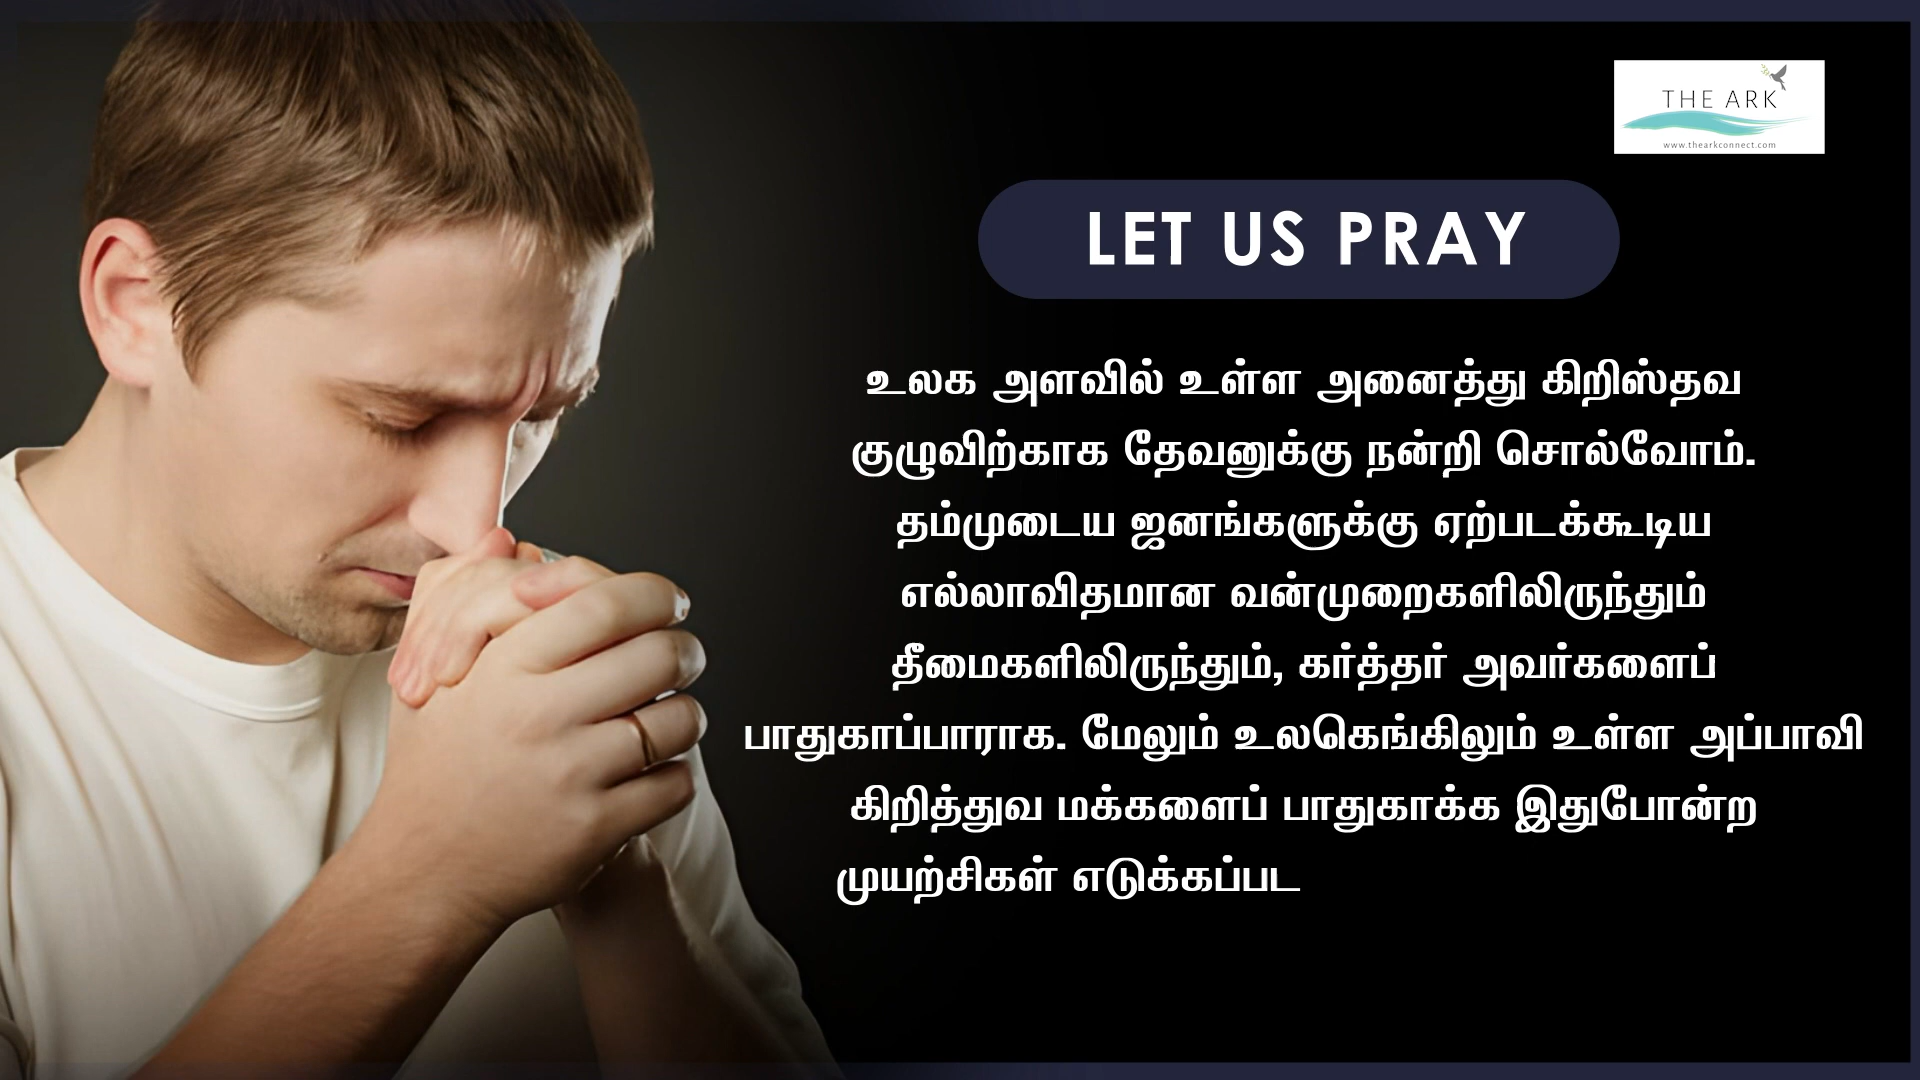 THE ARK
www.thearkconnect.com
LET US PRAY
உலக அளவில் உள்ள அனைத்து கிறிஸ்தவ
குழுவிற்காக தேவனுக்கு நன்றி சொல்வோம்.
தம்முடைய ஜனங்களுக்கு ஏற்படக்கூடிய
எல்லாவிதமான வன்முறைகளிலிருந்தும்
தீமைகளிலிருந்தும், கர்த்தர் அவர்களைப்
பாதுகாப்பாராக. மேலும் உலகெங்கிலும் உள்ள அப்பாவி
கிறித்துவ மக்களைப் பாதுகாக்க இதுபோன்ற
முயற்சிகள் எடுக்கப்பட